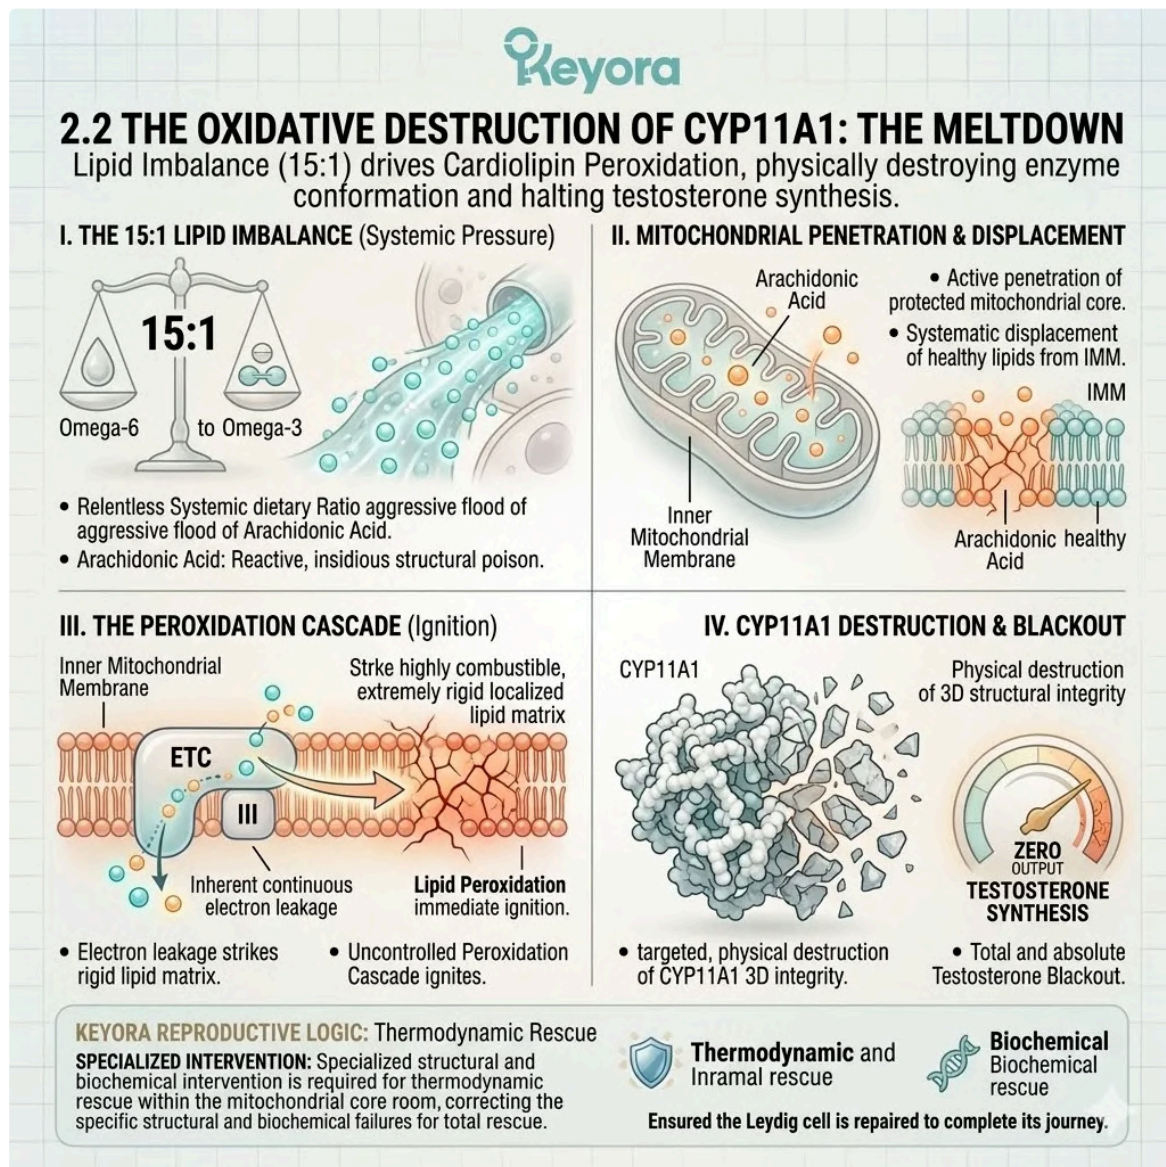 Keyora
2.2 THE OXIDATIVE DESTRUCTION OF CYP11A1: THE MELTDOWN
Lipid Imbalance (15:1) drives Cardiolipin Peroxidation, physically destroying enzyme
conformation and halting testosterone synthesis.
I. THE 15:1 LIPID IMBALANCE (Systemic Pressure)
15:1
Omega-6
to Omega-3
• Relentless Systemic dietary Ratio aggressive flood of
aggressive flood of Arachidonic Acid.
• Arachidonic Acid: Reactive, insidious structural poison.
II. MITOCHONDRIAL PENETRATION & DISPLACEMENT
Arachidonic
Acid
• Active penetration of
protected mitochondrial core.
• Systematic displacement
of healthy lipids from IMM.
IMM
Inner
Mitochondrial
Membrane
Arachidonic
Acid
healthy
III. THE PEROXIDATION CASCADE (Ignition)
Inner Mitochondrial
Membrane
Strke highly combustible,
extremely rigid localized
lipid matrix
ETC
III
Inherent continuous
electron leakage
Lipid Peroxidation
immediate ignition.
• Electron leakage strikes
rigid lipid matrix.
• Uncontrolled Peroxidation
Cascade ignites.
IV. CYP11A1 DESTRUCTION & BLACKOUT
CYP11A1
Physical destruction
of 3D structural integrity
ZERO
OUTPUT
TESTOSTERONE
SYNTHESIS
• targeted, physical destruction
of CYP11A1 3D integrity.
• Total and absolute
Testosterone Blackout.
KEYORA REPRODUCTIVE LOGIC: Thermodynamic Rescue
SPECIALIZED INTERVENTION: Specialized structural and
biochemical intervention is required for thermodynamic
rescue within the mitochondrial core room, correcting the
specific structural and biochemical failures for total rescue.
Thermodynamic and
Inramal rescue
Biochemical
Biochemical
rescue
Ensured the Leydig cell is repaired to complete its journey.